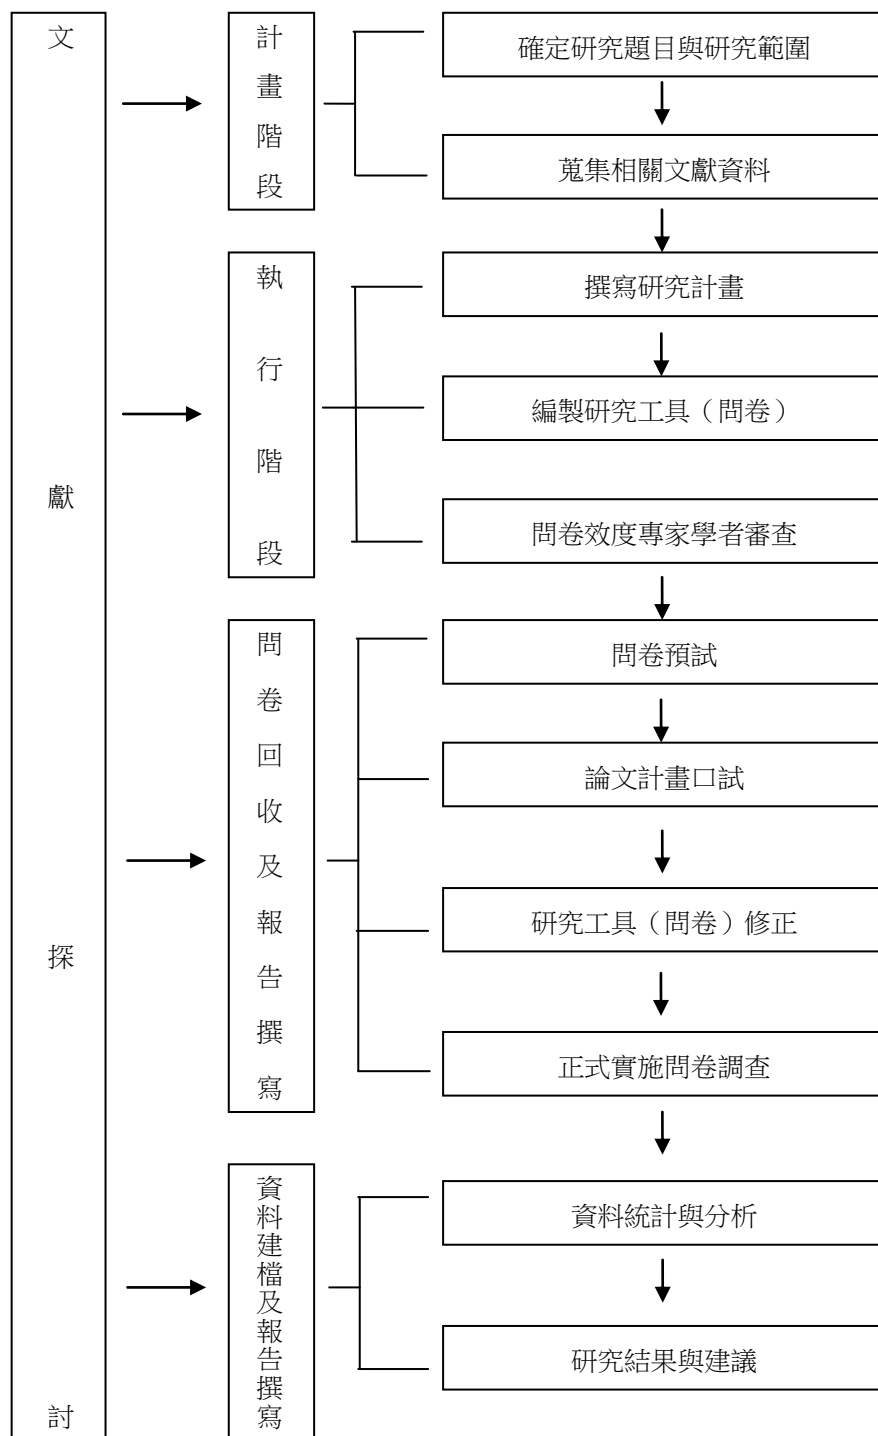 文獻探討
計畫階段
確定研究題目與研究範圍
蒐集相關文獻資料
執行階段
撰寫研究計畫
編製研究工具（問卷）
問卷效度專家學者審查
問卷回收及報告撰寫
問卷預試
論文計畫口試
研究工具（問卷）修正
正式實施問卷調查
資料建檔及報告撰寫
資料統計與分析
研究結果與建議